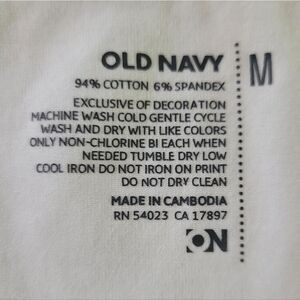 OLD NAVY
M
94% COTTON 6% SPANDEX
EXCLUSIVE OF DECORATION
MACHINE WASH COLD GENTLE CYCLE
WASH AND DRY WITH LIKE COLORS
ONLY NON-CHLORINE BI EACH WHEN
NEEDED TUMBLE DRY LOW
COOL IRON DO NOT IRON ON PRINT
DO NOT DRY CLEAN
MADE IN CAMBODIA
RN 54023 CA 17897
ON